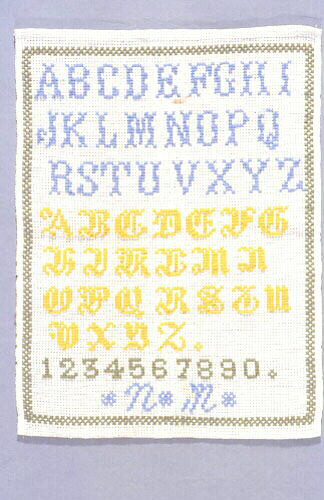 ABCDEFGHI
JKLMNOPQ
RSTUVXYZ
ABCDEFG
HIKLMN
OPQRSTU
VXYZ.
1234567890.
* N * M *